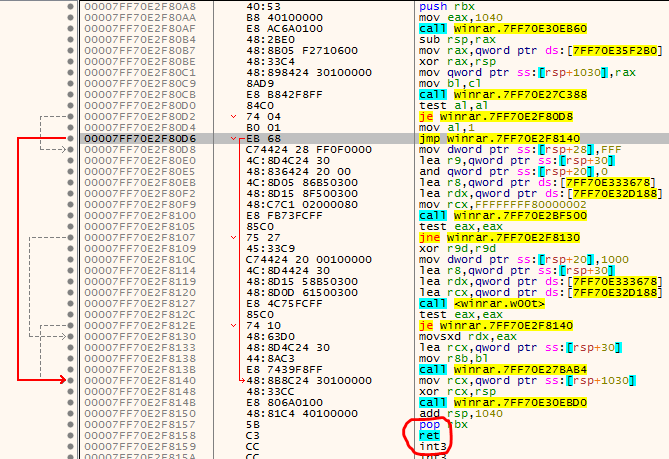 00007FF70E2F80A8 40:53 push rbx
00007FF70E2F80AA B8 40100000 mov eax,1040
00007FF70E2F80AF E8 AC6A0100 call winrar.7FF70E30EB60
00007FF70E2F80B4 48:2BE0 sub rsp,rax
00007FF70E2F80B7 48:8B05 F2710600 mov rax,qword ptr ds:[7FF70E35F2B0]
00007FF70E2F80BE 48:33C4 xor rax,rsp
00007FF70E2F80C1 48:898424 30100000 mov qword ptr ss:[rsp+1030],rax
00007FF70E2F80C9 8AD9 mov bl,cl
00007FF70E2F80CB E8 B842F8FF call winrar.7FF70E27C388
00007FF70E2F80D0 84C0 test al,al
00007FF70E2F80D2 74 04 je winrar.7FF70E2F80D8
00007FF70E2F80D4 B0 01 mov al,1
00007FF70E2F80D6 EB 68 jmp winrar.7FF70E2F8140
00007FF70E2F80D8 C74424 28 FF0F0000 mov dword ptr ss:[rsp+28],FFF
00007FF70E2F80E0 4C:8D4C24 30 lea r9,qword ptr ss:[rsp+30]
00007FF70E2F80E5 48:836424 20 00 and qword ptr ss:[rsp+20],0
00007FF70E2F80EB 4C:8D05 86B50300 lea r8,qword ptr ds:[7FF70E333678]
00007FF70E2F80F2 48:8D15 8F500300 lea rdx,qword ptr ds:[7FF70E32D188]
00007FF70E2F80F9 48:C7C1 02000080 mov rcx,FFFFFFFF80000002
00007FF70E2F8100 E8 FB73FCFF call winrar.7FF70E2BF500
00007FF70E2F8105 85C0 test eax,eax
00007FF70E2F8107 75 27 jne winrar.7FF70E2F8130
00007FF70E2F8109 45:33C9 xor r9d,r9d
00007FF70E2F810C C74424 20 00100000 mov dword ptr ss:[rsp+20],1000
00007FF70E2F8114 4C:8D4424 30 lea r8,qword ptr ss:[rsp+30]
00007FF70E2F8119 48:8D15 58B50300 lea rdx,qword ptr ds:[7FF70E333678]
00007FF70E2F8120 48:8D0D 61500300 lea rcx,qword ptr ds:[7FF70E32D188]
00007FF70E2F8127 E8 4C75FCFF call <winrar.w00t>
00007FF70E2F812C 85C0 test eax,eax
00007FF70E2F812E 74 10 je winrar.7FF70E2F8140
00007FF70E2F8130 48:63D0 movsxd rdx,eax
00007FF70E2F8133 48:8D4C24 30 lea rcx,qword ptr ss:[rsp+30]
00007FF70E2F8138 44:8AC3 mov r8b,bl
00007FF70E2F813B E8 7439F8FF call winrar.7FF70E27BAB4
00007FF70E2F8140 48:8B8C24 30100000 mov rcx,qword ptr ss:[rsp+1030]
00007FF70E2F8148 48:33CC xor rcx,rsp
00007FF70E2F814B E8 806A0100 call winrar.7FF70E30EBD0
00007FF70E2F8150 48:81C4 40100000 add rsp,1040
00007FF70E2F8157 5B pop rbx
00007FF70E2F8158 C3 ret
00007FF70E2F8159 CC int3
00007FF70E2F815A CC int3